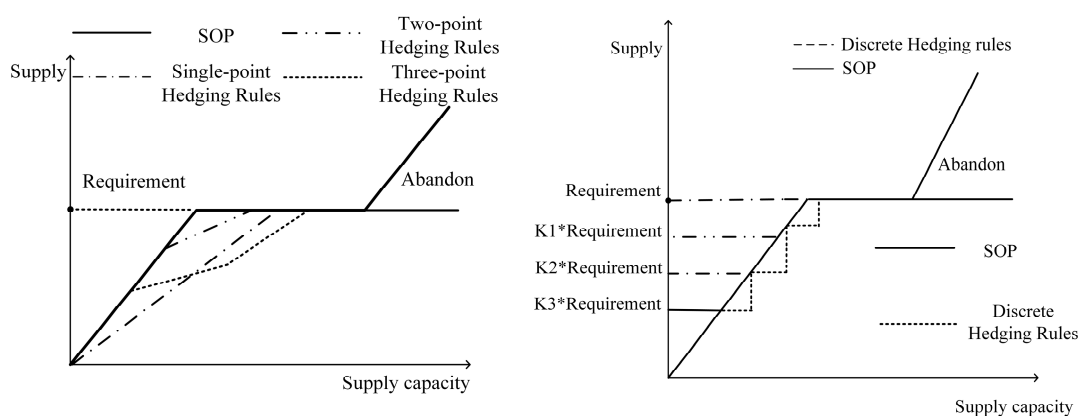 SOP
Two-point
Hedging Rules
Supply
Single-point
Hedging Rules
Three-point
Hedging Rules
Requirement
Abandon
Supply capacity
Supply
Discrete Hedging rules
SOP
Abandon
Requirement
K1*Requirement
K2*Requirement
K3*Requirement
SOP
Discrete
Hedging Rules
Supply capacity